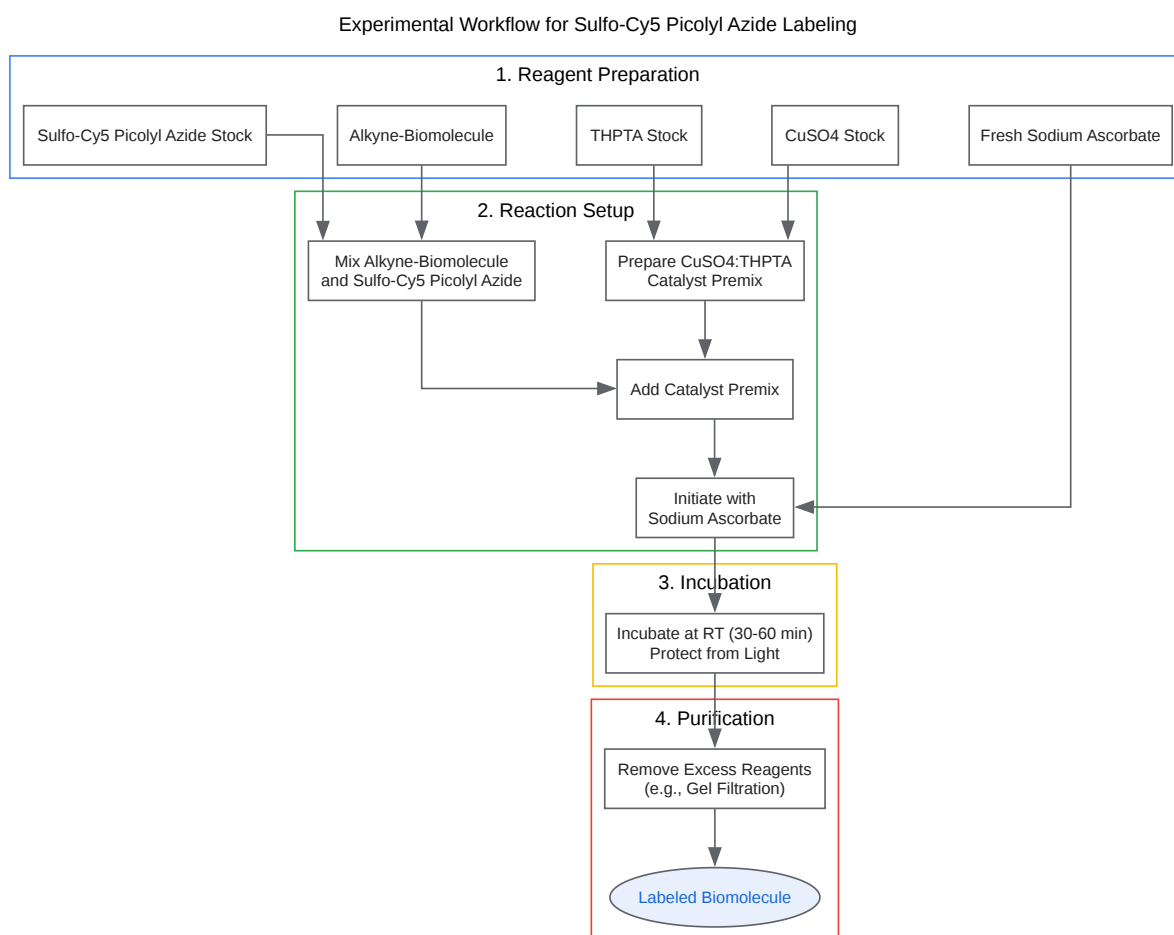 Experimental Workflow for Sulfo-Cy5 Picolyl Azide Labeling
1. Reagent Preparation
Sulfo-Cy5 Picolyl Azide Stock
Alkyne-Biomolecule
THPTA Stock
CuSO4 Stock
Fresh Sodium Ascorbate
2. Reaction Setup
Mix Alkyne-Biomolecule
and Sulfo-Cy5 Picolyl Azide
Prepare CuSO4:THPTA
Catalyst Premix
Add Catalyst Premix
Initiate with
Sodium Ascorbate
3. Incubation
Incubate at RT (30-60 min)
Protect from Light
4. Purification
Remove Excess Reagents
(e.g., Gel Filtration)
Labeled Biomolecule